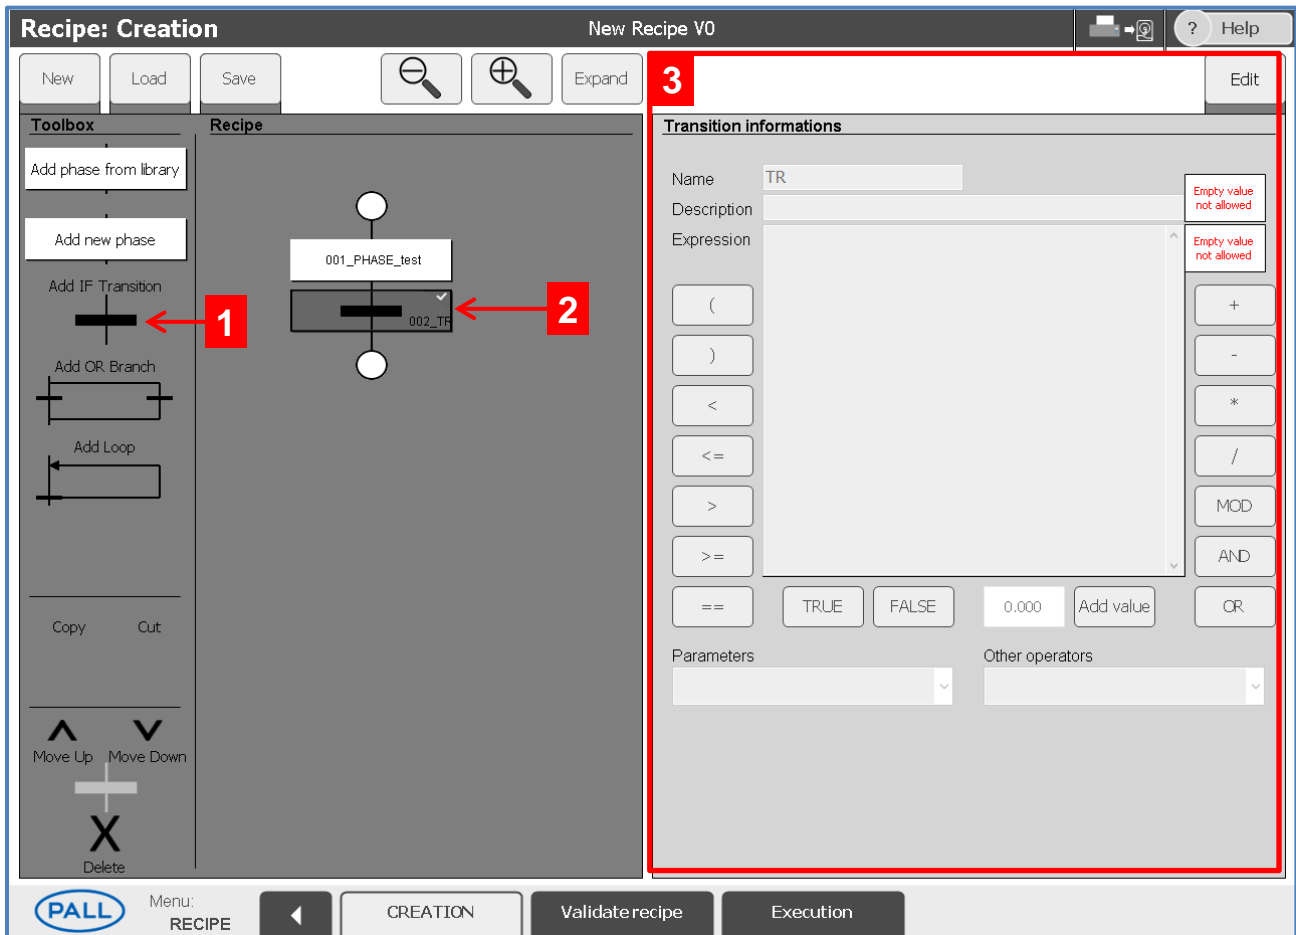 Recipe: Creation
New Recipe V0
? Help
New
Load
Save
Expand
3
Edit
Toolbox
Recipe
Transition informations
Add phase from library
Add new phase
Add IF Transition
1
Add OR Branch
Add Loop
Copy
Cut
Move Up
Move Down
X
Delete
001_PHASE_test
002_TR
2
Name
TR
Description
Empty value
not allowed
Expression
Empty value
not allowed
(
)
<
<=
>
>=
==
+
-
*
/
MOD
AND
OR
TRUE
FALSE
0.000
Add value
Parameters
Other operators
PALL
Menu:
RECIPE
CREATION
Validate recipe
Execution